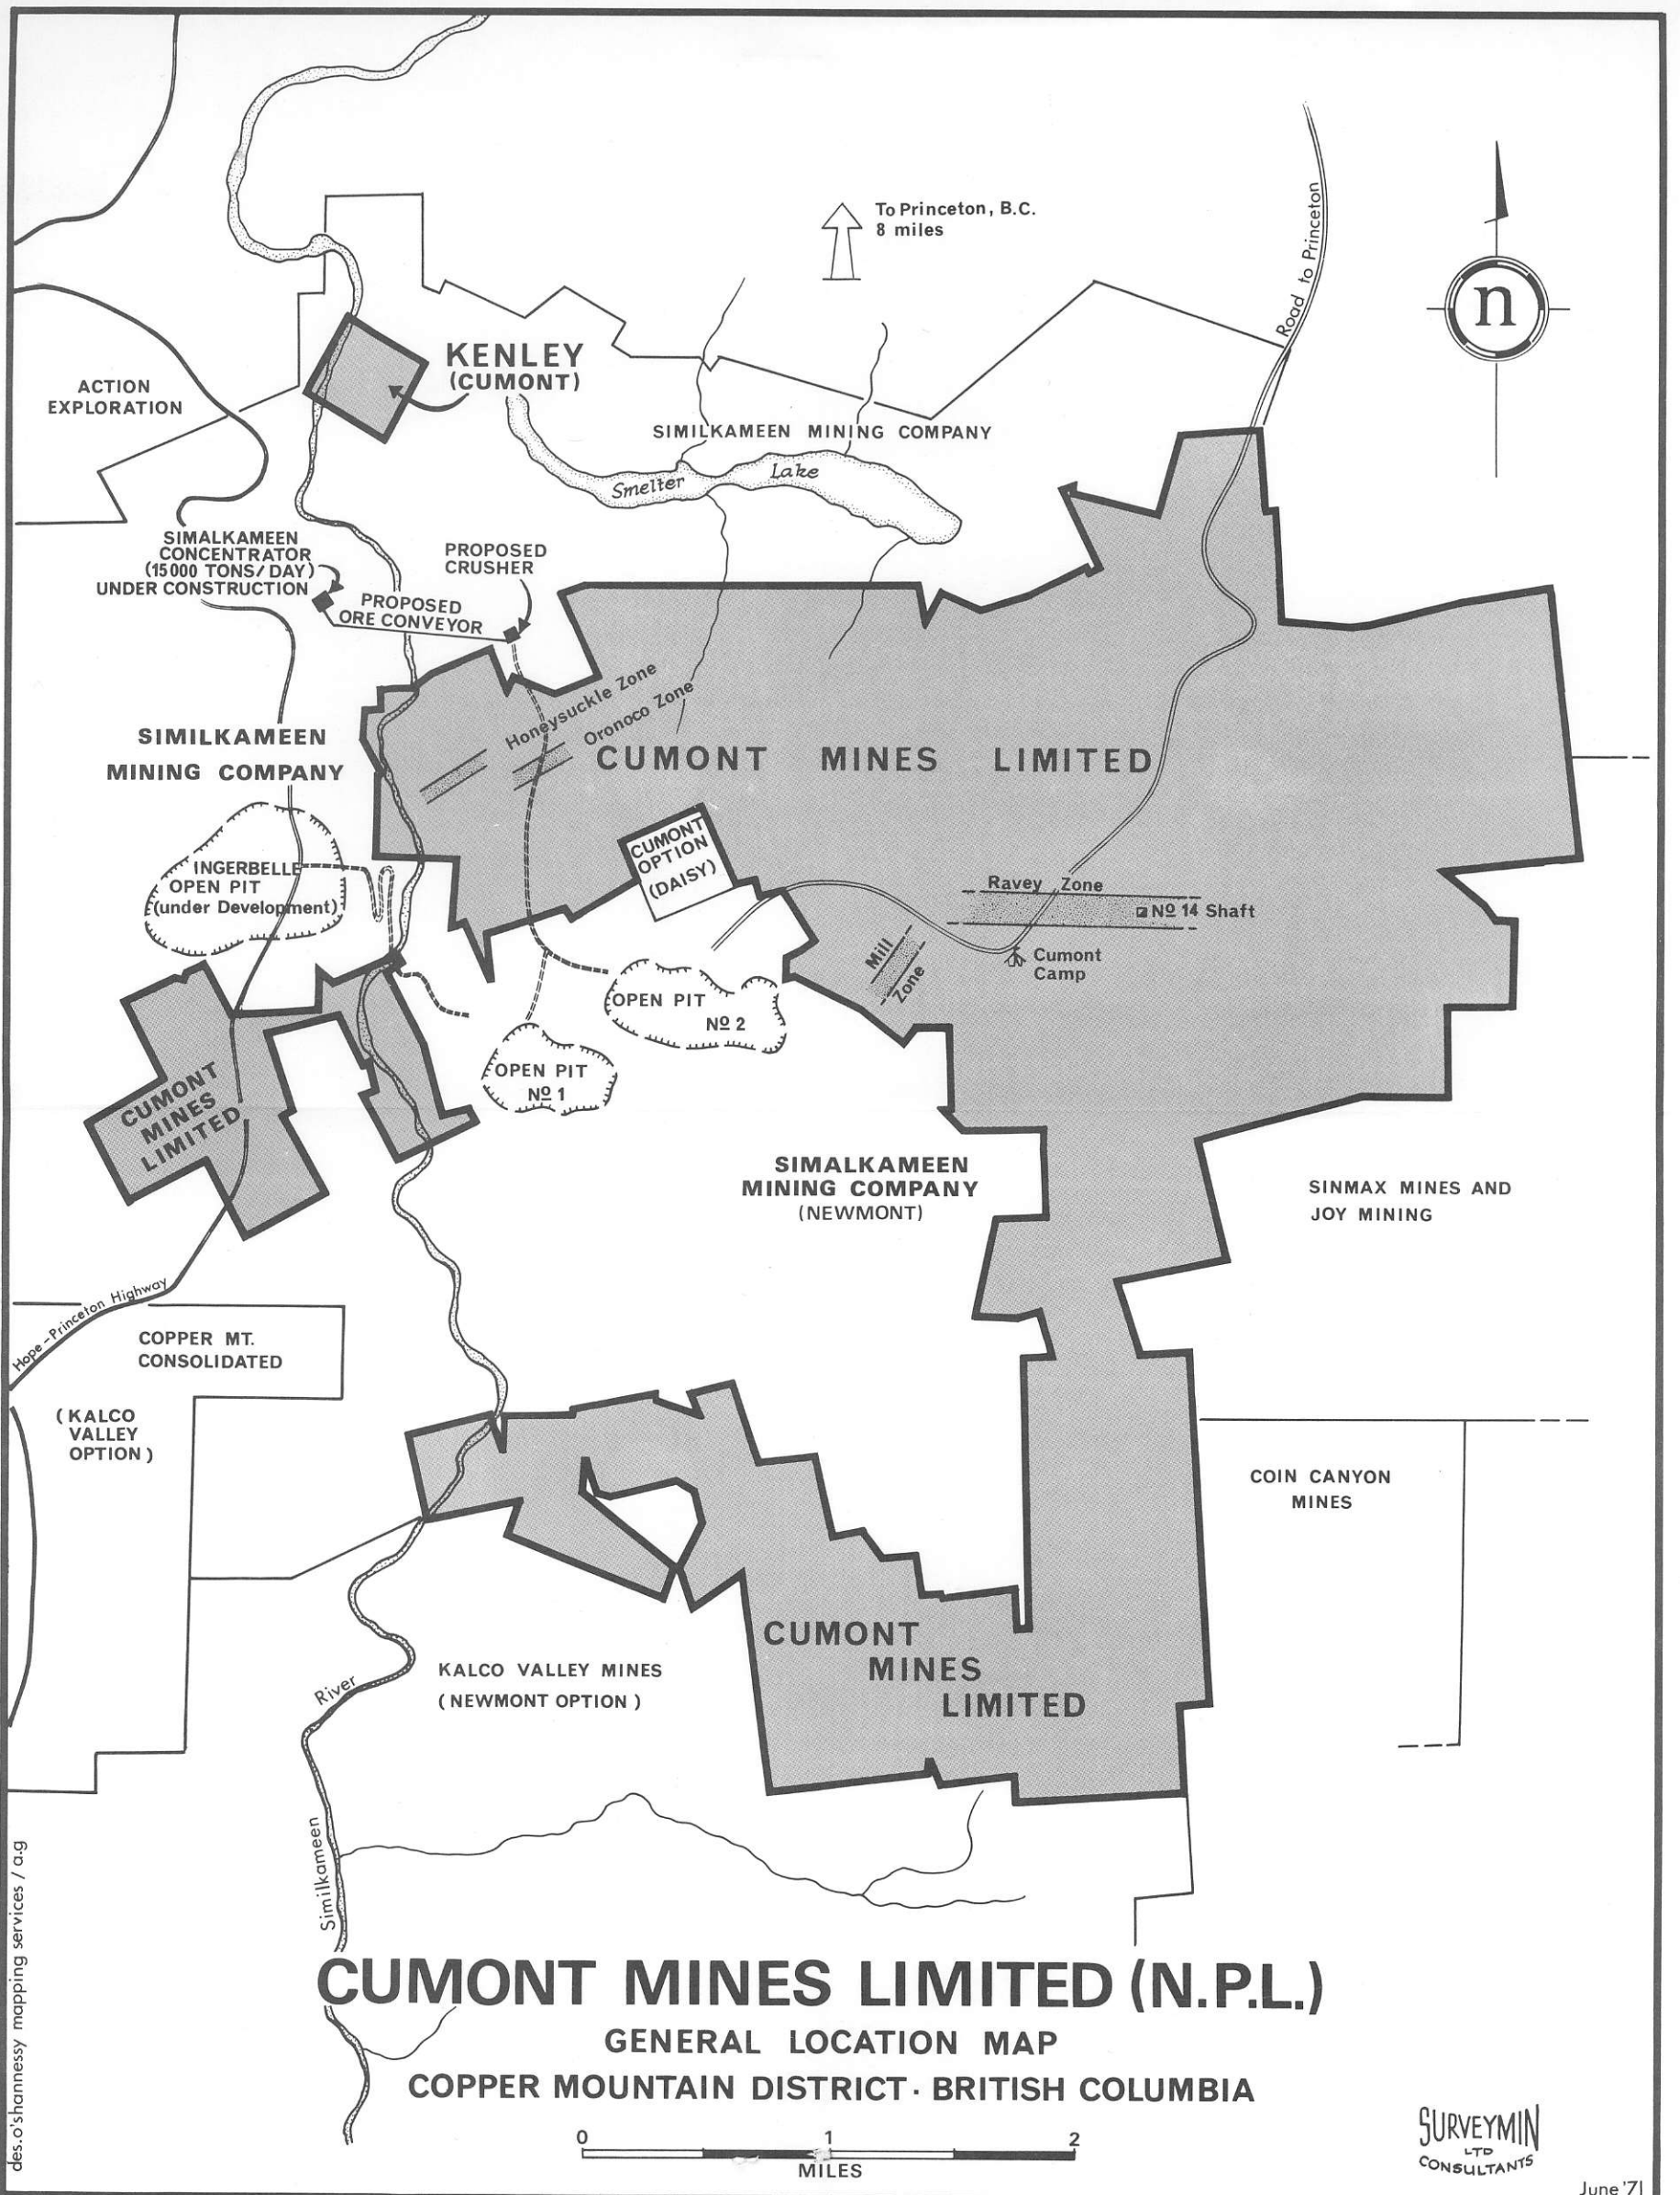 To Princeton, B.C.
8 miles
Road to Princeton
n
KENLEY
(CUMONT)
ACTION
EXPLORATION
SIMILKAMEEN MINING COMPANY
Smelter Lake
SIMALKAMEEN
CONCENTRATOR
(15000 TONS/DAY)
UNDER CONSTRUCTION
PROPOSED
CRUSHER
PROPOSED
ORE CONVEYOR
Honeysuckle Zone
Oronoco Zone
SIMILKAMEEN
MINING COMPANY
CUMONT MINES LIMITED
INGERBELLE
OPEN PIT
(under Development)
CUMONT
OPTION
(DAISY)
Ravey Zone
Nº 14 Shaft
Mill
Zone
Cumont
Camp
OPEN PIT
Nº 2
OPEN PIT
Nº 1
CUMONT
MINES
LIMITED
SIMALKAMEEN
MINING COMPANY
(NEWMONT)
SINMAX MINES AND
JOY MINING
Hope-Princeton Highway
COPPER MT.
CONSOLIDATED
(KALCO
VALLEY
OPTION)
COIN CANYON
MINES
CUMONT
MINES
LIMITED
KALCO VALLEY MINES
(NEWMONT OPTION)
River
Similkameen
des.o'shannessy mapping services / a.g
CUMONT MINES LIMITED (N.P.L.)
GENERAL LOCATION MAP
COPPER MOUNTAIN DISTRICT · BRITISH COLUMBIA
0 1 2
MILES
SURVEYMIN
LTD
CONSULTANTS
June '71